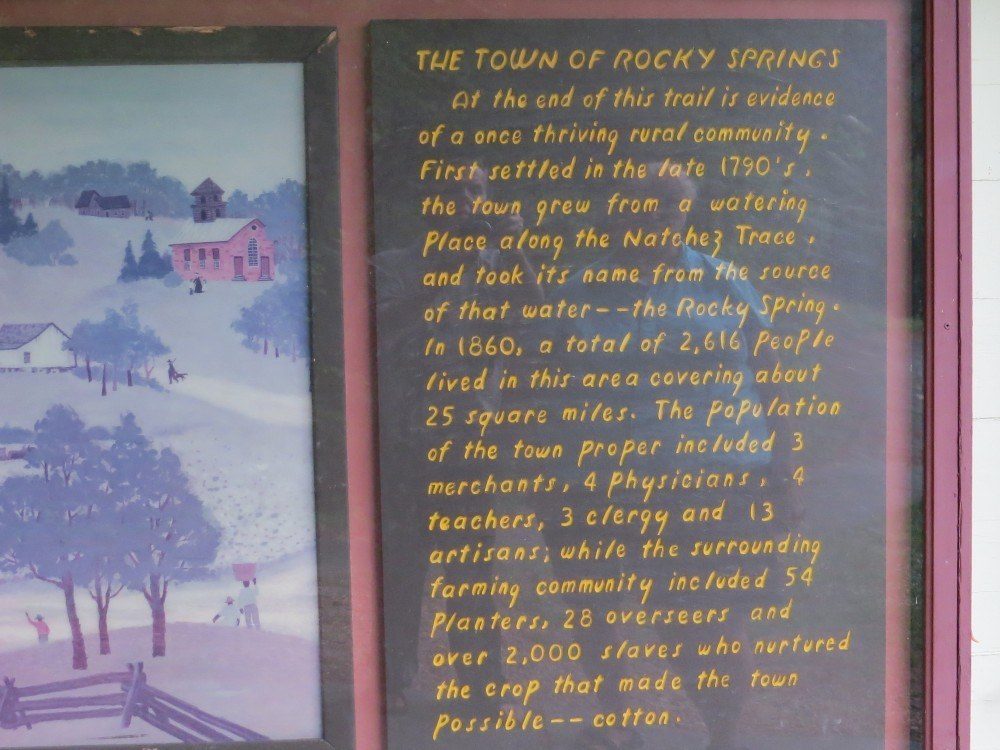 THE TOWN OF ROCKY SPRINGS
At the end of this trail is evidence
of a once thriving rural community.
First settled in the late 1790's,
the town grew from a watering
place along the Natchez Trace,
and took its name from the source
of that water--the Rocky Spring.
In 1860, a total of 2,616 people
lived in this area covering about
25 square miles. The population
of the town proper included 3
merchants, 4 physicians, 4
teachers, 3 clergy and 13
artisans; while the surrounding
farming community included 54
planters, 28 overseers and
over 2,000 slaves who nurtured
the crop that made the town
possible--cotton.